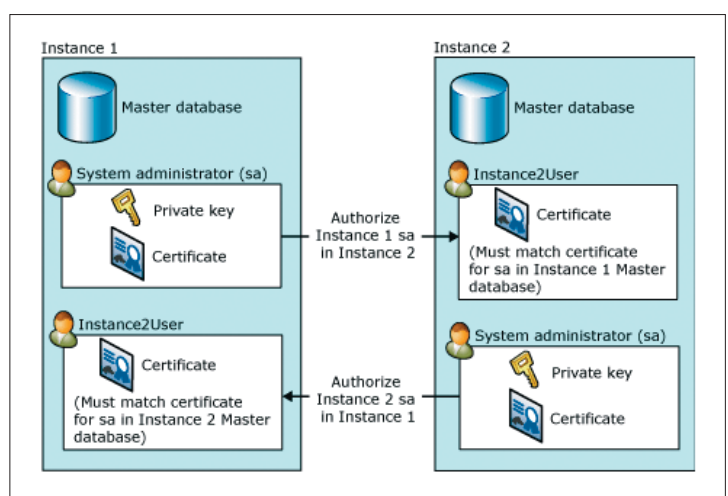 Instance 1
Master database
System administrator (sa)
Private key
Certificate
Instance2User
Certificate
(Must match certificate
for sa in Instance 2 Master
database)
Authorize
Instance 1 sa
in Instance 2
Authorize
Instance 2 sa
in Instance 1
Instance 2
Master database
Instance2User
Certificate
(Must match certificate
for sa in Instance 1 Master
database)
System administrator (sa)
Private key
Certificate